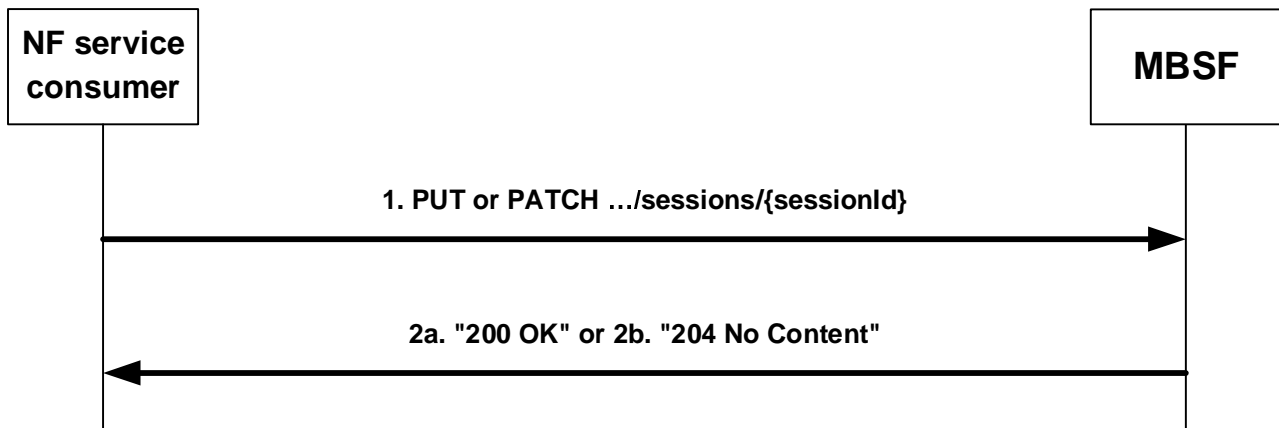 NF service
consumer
MBSF
1. PUT or PATCH …/sessions/{sessionId}
2a. "200 OK" or 2b. "204 No Content"